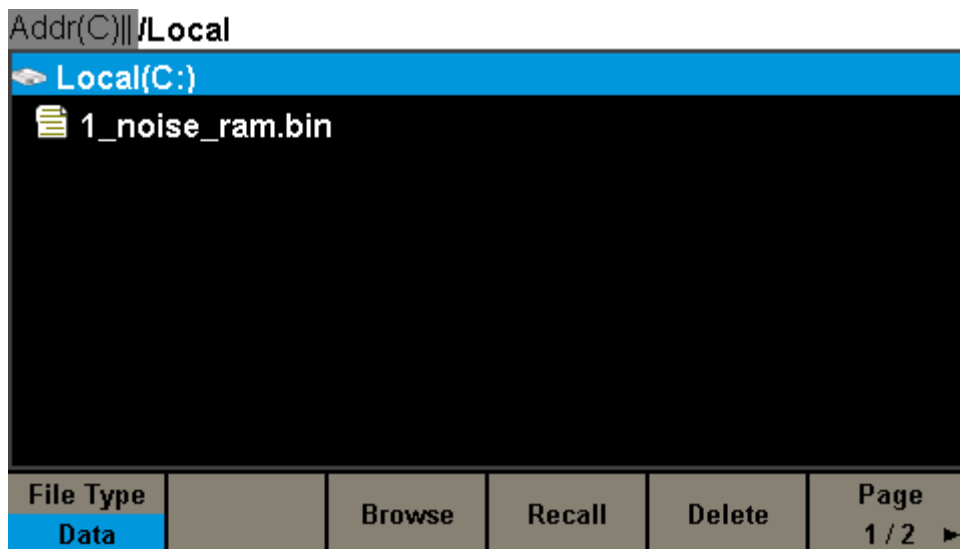 Addr(C)|| /Local
Local(C:)
1_noise_ram.bin
File Type
Data
Browse
Recall
Delete
Page
1 / 2